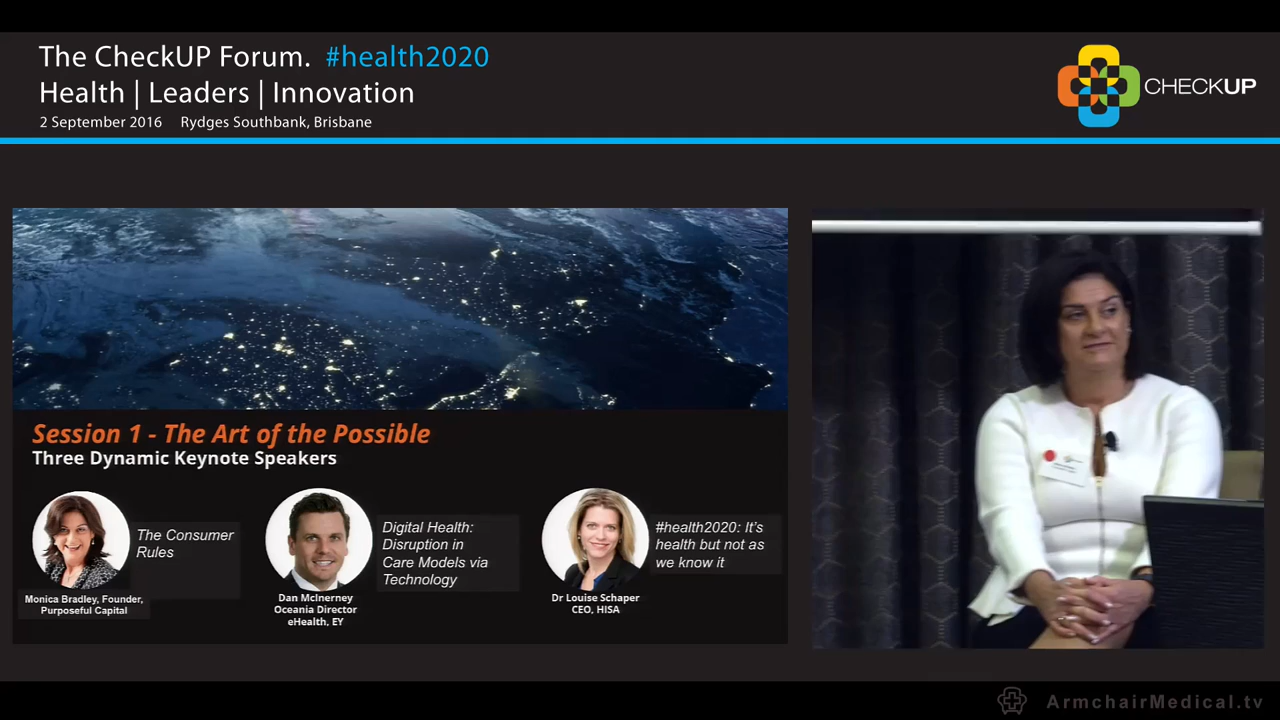 The CheckUP Forum. #health2020
Health | Leaders | Innovation
2 September 2016 Rydges Southbank, Brisbane
CHECKUP
Session 1 - The Art of the Possible
Three Dynamic Keynote Speakers
The Consumer
Rules
Monica Bradley, Founder,
Purposeful Capital
Digital Health:
Disruption in
Care Models via
Technology
Dan McInerney
Oceania Director
eHealth, EY
#health2020: It's
health but not as
we know it
Dr Louise Schaper
CEO, HISA
ArmchairMedical.tv